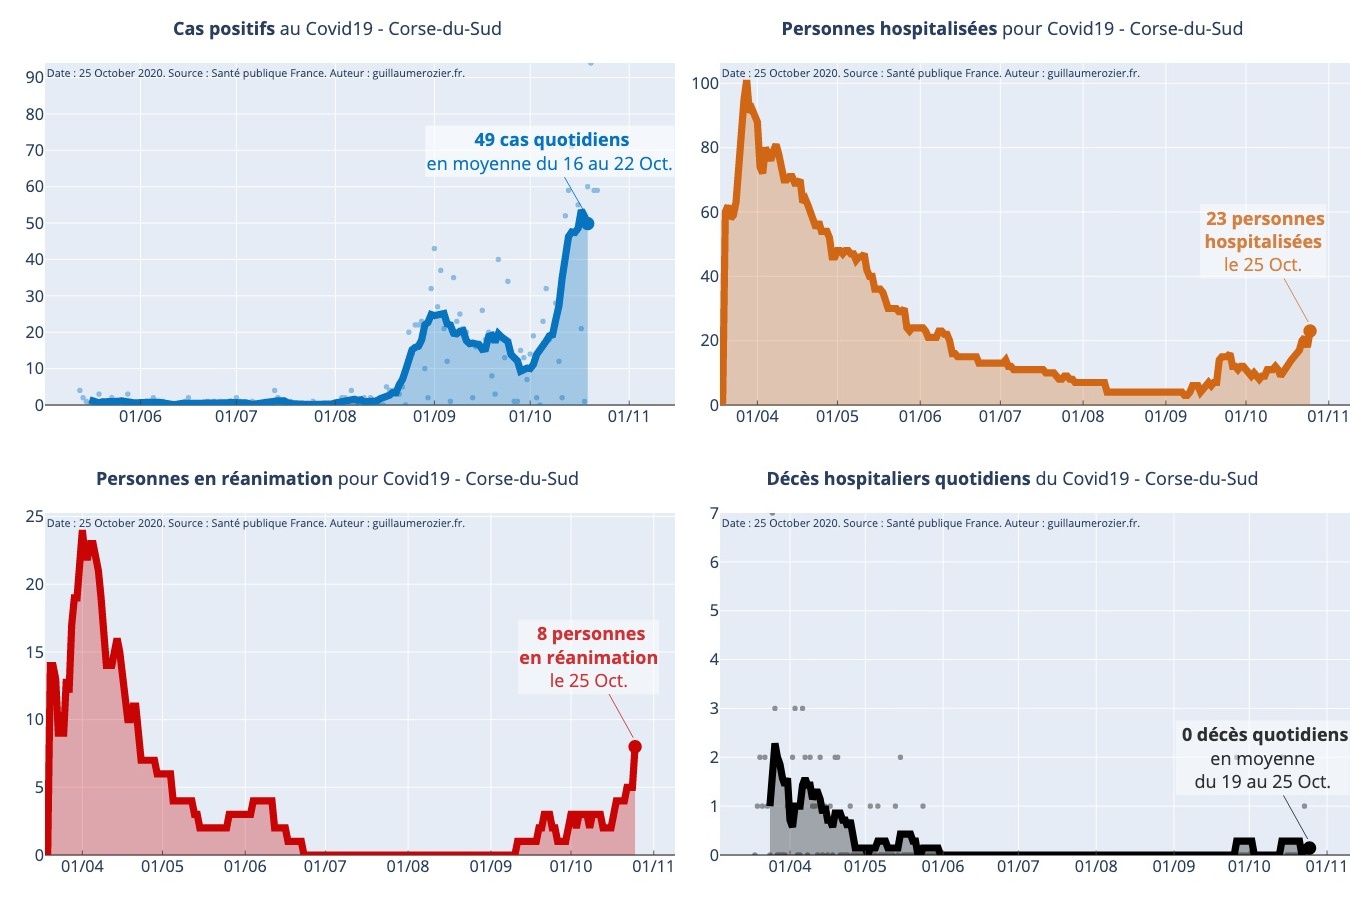 Cas positifs au Covid19 - Corse-du-Sud
Date : 25 October 2020. Source : Santé publique France. Auteur : guillaumerozier.fr.
90
80
70
60
50
40
30
20
10
0
49 cas quotidiens
en moyenne du 16 au 22 Oct.
01/06 01/07 01/08 01/09 01/10 01/11
Personnes hospitalisées pour Covid19 - Corse-du-Sud
Date : 25 October 2020. Source : Santé publique France. Auteur : guillaumerozier.fr.
100
80
60
40
20
0
23 personnes
hospitalisées
le 25 Oct.
01/04 01/05 01/06 01/07 01/08 01/09 01/10 01/11
Personnes en réanimation pour Covid19 - Corse-du-Sud
25
Date : 25 October 2020. Source : Santé publique France. Auteur : guillaumerozier.fr.
20
15
10
5
0
8 personnes
en réanimation
le 25 Oct.
01/04 01/05 01/06 01/07 01/08 01/09 01/10 01/11
Décès hospitaliers quotidiens du Covid19 - Corse-du-Sud
7
Date : 25 October 2020. Source : Santé publique France. Auteur : guillaumerozier.fr.
6
5
4
3
2
1
0
0 décès quotidiens
en moyenne
du 19 au 25 Oct.
01/04 01/05 01/06 01/07 01/08 01/09 01/10 01/11